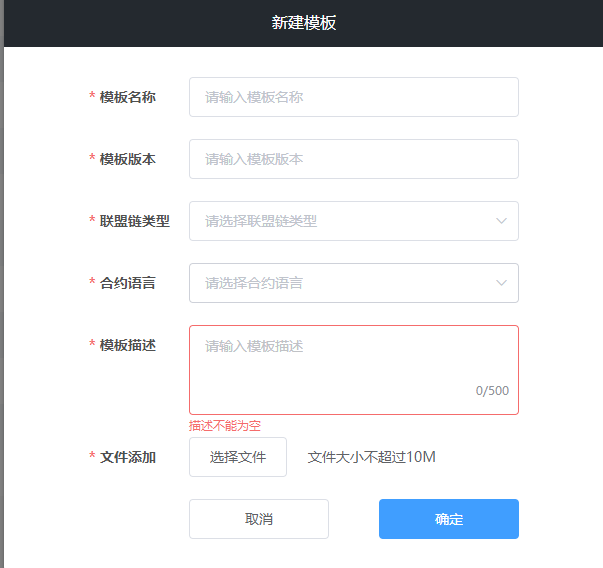 新建模板
* 模板名称 请输入模板名称
* 模板版本 请输入模板版本
* 联盟链类型 请选择联盟链类型
* 合约语言 请选择合约语言
* 模板描述 请输入模板描述
0/500
描述不能为空
* 文件添加 选择文件 文件大小不超过10M
取消 确定